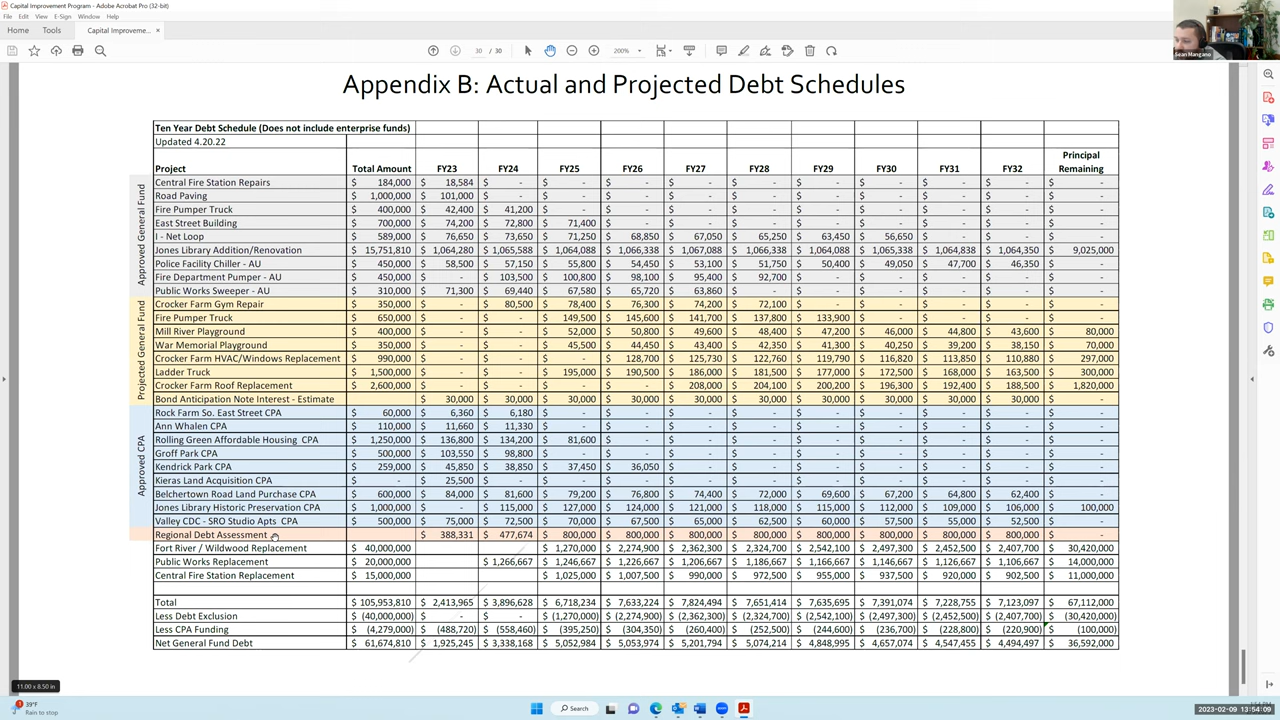 Capital Improvement Program - Adobe Acrobat Pro (32-bit)
File Edit View E-Sign Window Help
Home Tools Capital Improveme... ×
30 / 30 200%
Sean Mangano
Appendix B: Actual and Projected Debt Schedules
Ten Year Debt Schedule (Does not include enterprise funds)
Updated 4.20.22
Project Total Amount FY23 FY24 FY25 FY26 FY27 FY28 FY29 FY30 FY31 FY32 Principal Remaining
Approved General Fund
Central Fire Station Repairs $ 184,000 $ 18,584 $ - $ - $ - $ - $ - $ - $ - $ - $ - $ -
Road Paving $ 1,000,000 $ 101,000 $ - $ - $ - $ - $ - $ - $ - $ - $ - $ -
Fire Pumper Truck $ 400,000 $ 42,400 $ 41,200 $ - $ - $ - $ - $ - $ - $ - $ - $ -
East Street Building $ 700,000 $ 74,200 $ 72,800 $ 71,400 $ - $ - $ - $ - $ - $ - $ - $ -
I - Net Loop $ 589,000 $ 76,650 $ 73,650 $ 71,250 $ 68,850 $ 67,050 $ 65,250 $ 63,450 $ 56,650 $ - $ - $ -
Jones Library Addition/Renovation $ 15,751,810 $ 1,064,280 $ 1,065,588 $ 1,064,088 $ 1,066,338 $ 1,067,088 $ 1,066,338 $ 1,064,088 $ 1,065,338 $ 1,064,838 $ 1,064,350 $ 9,025,000
Police Facility Chiller - AU $ 450,000 $ 58,500 $ 57,150 $ 55,800 $ 54,450 $ 53,100 $ 51,750 $ 50,400 $ 49,050 $ 47,700 $ 46,350 $ -
Fire Department Pumper - AU $ 450,000 $ - $ 103,500 $ 100,800 $ 98,100 $ 95,400 $ 92,700 $ - $ - $ - $ - $ -
Public Works Sweeper - AU $ 310,000 $ 71,300 $ 69,440 $ 67,580 $ 65,720 $ 63,860 $ - $ - $ - $ - $ - $ -
Projected General Fund
Crocker Farm Gym Repair $ 350,000 $ - $ 80,500 $ 78,400 $ 76,300 $ 74,200 $ 72,100 $ - $ - $ - $ - $ -
Fire Pumper Truck $ 650,000 $ - $ - $ 149,500 $ 145,600 $ 141,700 $ 137,800 $ 133,900 $ - $ - $ - $ -
Mill River Playground $ 400,000 $ - $ - $ 52,000 $ 50,800 $ 49,600 $ 48,400 $ 47,200 $ 46,000 $ 44,800 $ 43,600 $ 80,000
War Memorial Playground $ 350,000 $ - $ - $ 45,500 $ 44,450 $ 43,400 $ 42,350 $ 41,300 $ 40,250 $ 39,200 $ 38,150 $ 70,000
Crocker Farm HVAC/Windows Replacement $ 990,000 $ - $ - $ - $ 128,700 $ 125,730 $ 122,760 $ 119,790 $ 116,820 $ 113,850 $ 110,880 $ 297,000
Ladder Truck $ 1,500,000 $ - $ - $ 195,000 $ 190,500 $ 186,000 $ 181,500 $ 177,000 $ 172,500 $ 168,000 $ 163,500 $ 300,000
Crocker Farm Roof Replacement $ 2,600,000 $ - $ - $ - $ - $ 208,000 $ 204,100 $ 200,200 $ 196,300 $ 192,400 $ 188,500 $ 1,820,000
Bond Anticipation Note Interest - Estimate $ 30,000 $ 30,000 $ 30,000 $ 30,000 $ 30,000 $ 30,000 $ 30,000 $ 30,000 $ 30,000 $ 30,000 $ -
Approved CPA
Rock Farm So. East Street CPA $ 60,000 $ 6,360 $ 6,180 $ - $ - $ - $ - $ - $ - $ - $ - $ -
Ann Whalen CPA $ 110,000 $ 11,660 $ 11,330 $ - $ - $ - $ - $ - $ - $ - $ - $ -
Rolling Green Affordable Housing CPA $ 1,250,000 $ 136,800 $ 134,200 $ 81,600 $ - $ - $ - $ - $ - $ - $ - $ -
Groff Park CPA $ 500,000 $ 103,550 $ 98,800 $ - $ - $ - $ - $ - $ - $ - $ - $ -
Kendrick Park CPA $ 259,000 $ 45,850 $ 38,850 $ 37,450 $ 36,050 $ - $ - $ - $ - $ - $ - $ -
Kieras Land Acquisition CPA $ - $ 25,500 $ - $ - $ - $ - $ - $ - $ - $ - $ - $ -
Belchertown Road Land Purchase CPA $ 600,000 $ 84,000 $ 81,600 $ 79,200 $ 76,800 $ 74,400 $ 72,000 $ 69,600 $ 67,200 $ 64,800 $ 62,400 $ -
Jones Library Historic Preservation CPA $ 1,000,000 $ - $ 115,000 $ 127,000 $ 124,000 $ 121,000 $ 118,000 $ 115,000 $ 112,000 $ 109,000 $ 106,000 $ 100,000
Valley CDC - SRO Studio Apts CPA $ 500,000 $ 75,000 $ 72,500 $ 70,000 $ 67,500 $ 65,000 $ 62,500 $ 60,000 $ 57,500 $ 55,000 $ 52,500 $ -
Regional Debt Assessment $ 388,331 $ 477,674 $ 800,000 $ 800,000 $ 800,000 $ 800,000 $ 800,000 $ 800,000 $ 800,000 $ 800,000 $ -
Fort River / Wildwood Replacement $ 40,000,000 $ 1,270,000 $ 2,274,900 $ 2,362,300 $ 2,324,700 $ 2,542,100 $ 2,497,300 $ 2,452,500 $ 2,407,700 $ 30,420,000
Public Works Replacement $ 20,000,000 $ 1,266,667 $ 1,246,667 $ 1,226,667 $ 1,206,667 $ 1,186,667 $ 1,166,667 $ 1,146,667 $ 1,126,667 $ 1,106,667 $ 14,000,000
Central Fire Station Replacement $ 15,000,000 $ 1,025,000 $ 1,007,500 $ 990,000 $ 972,500 $ 955,000 $ 937,500 $ 920,000 $ 902,500 $ 11,000,000
Total $ 105,953,810 $ 2,413,965 $ 3,896,628 $ 6,718,234 $ 7,633,224 $ 7,824,494 $ 7,651,414 $ 7,635,695 $ 7,391,074 $ 7,228,755 $ 7,123,097 $ 67,112,000
Less Debt Exclusion $ (40,000,000) $ - $ - $ (1,270,000) $ (2,274,900) $ (2,362,300) $ (2,324,700) $ (2,542,100) $ (2,497,300) $ (2,452,500) $ (2,407,700) $ (30,420,000)
Less CPA Funding $ (4,279,000) $ (488,720) $ (558,460) $ (395,250) $ (304,350) $ (260,400) $ (252,500) $ (244,600) $ (236,700) $ (228,800) $ (220,900) $ (100,000)
Net General Fund Debt $ 61,674,810 $ 1,925,245 $ 3,338,168 $ 5,052,984 $ 5,053,974 $ 5,201,794 $ 5,074,214 $ 4,848,995 $ 4,657,074 $ 4,547,455 $ 4,494,497 $ 36,592,000
11.00 x 8.50 in
39°F
Rain to stop
Search
2023-02-09 13:54:09